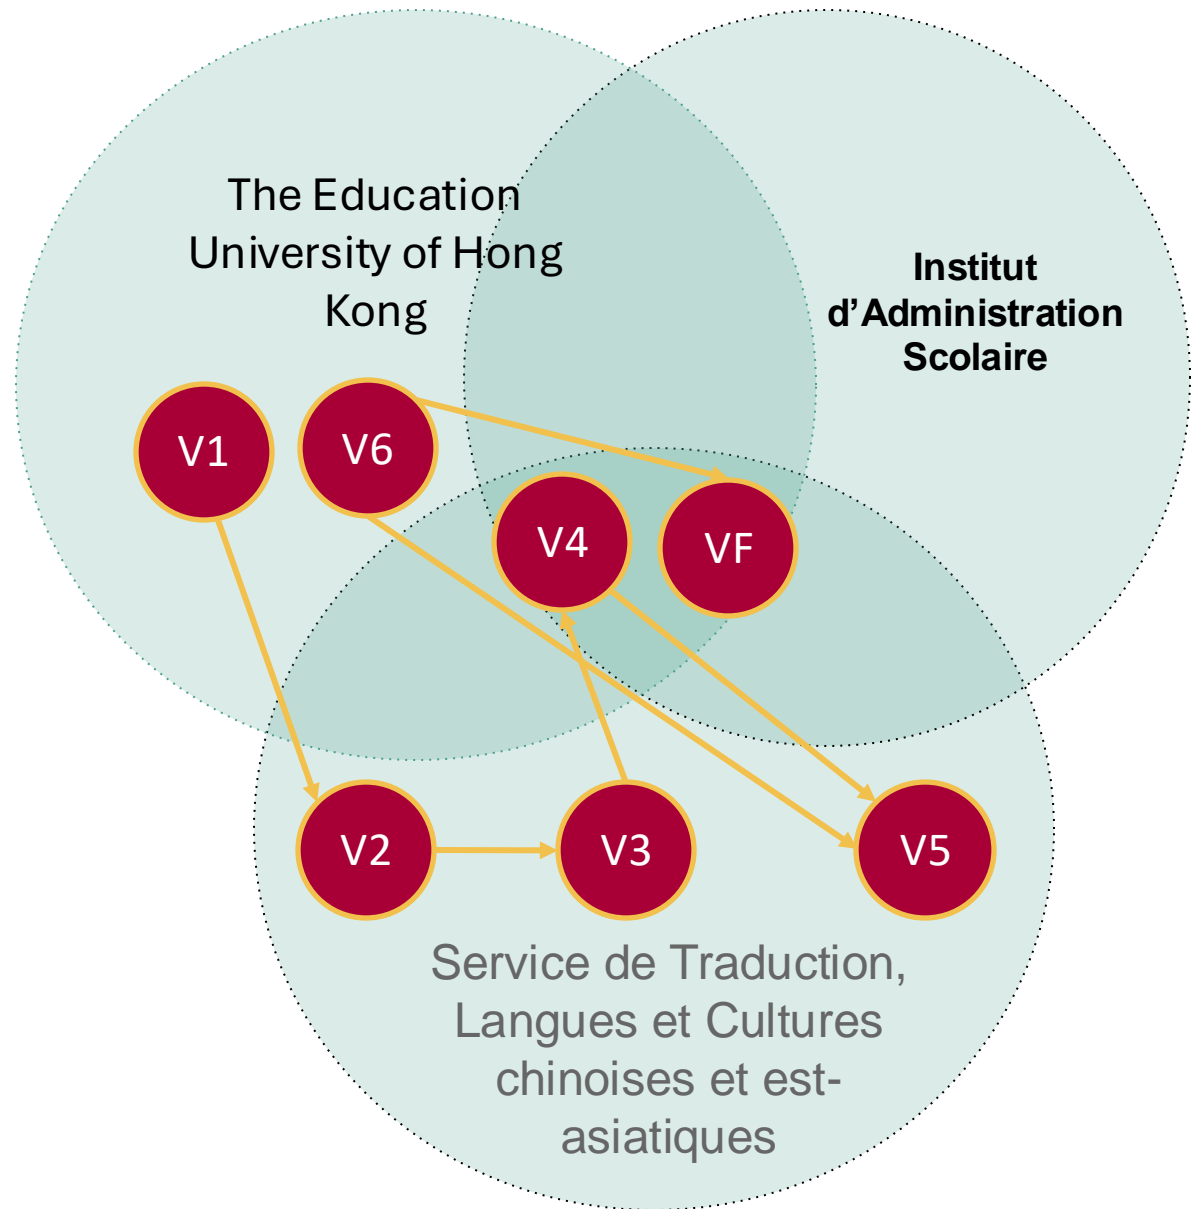 The Education
University of Hong
Kong
Institut
d’Administration
Scolaire
V1
V6
V4
VF
V2
V3
V5
Service de Traduction,
Langues et Cultures
chinoises et est-
asiatiques